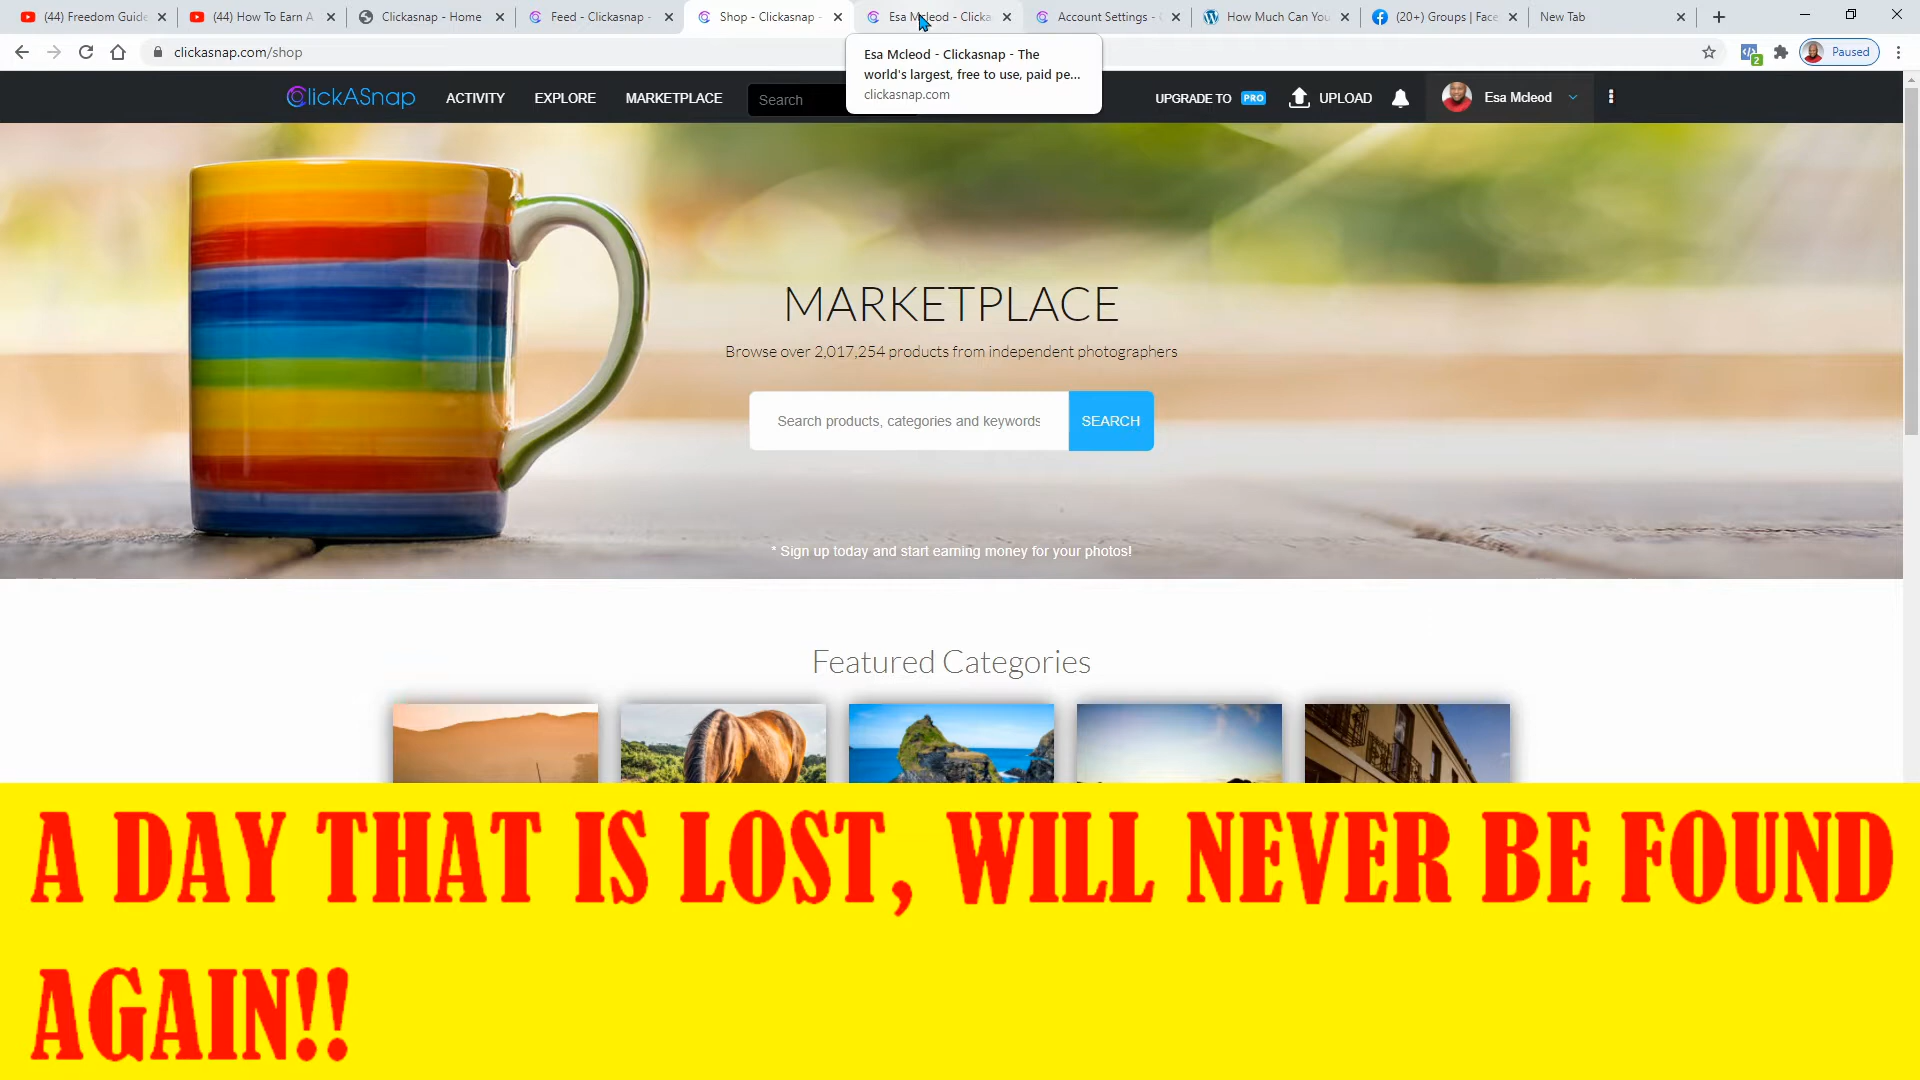 (44) Freedom Guide
(44) How To Earn A
Clickasnap - Home
Feed - Clickasnap -
Shop - Clickasnap -
Esa Mcleod - Clicka
Account Settings -
How Much Can You
(20+) Groups | Face
New Tab
clickasnap.com/shop
2
Paused
Esa Mcleod - Clickasnap - The
world's largest, free to use, paid pe...
clickasnap.com
ClickASnap
ACTIVITY
EXPLORE
MARKETPLACE
Search
UPGRADE TO PRO
UPLOAD
Esa Mcleod
MARKETPLACE
Browse over 2,017,254 products from independent photographers
Search products, categories and keywords
SEARCH
* Sign up today and start earning money for your photos!
Featured Categories
A DAY THAT IS LOST, WILL NEVER BE FOUND
AGAIN!!